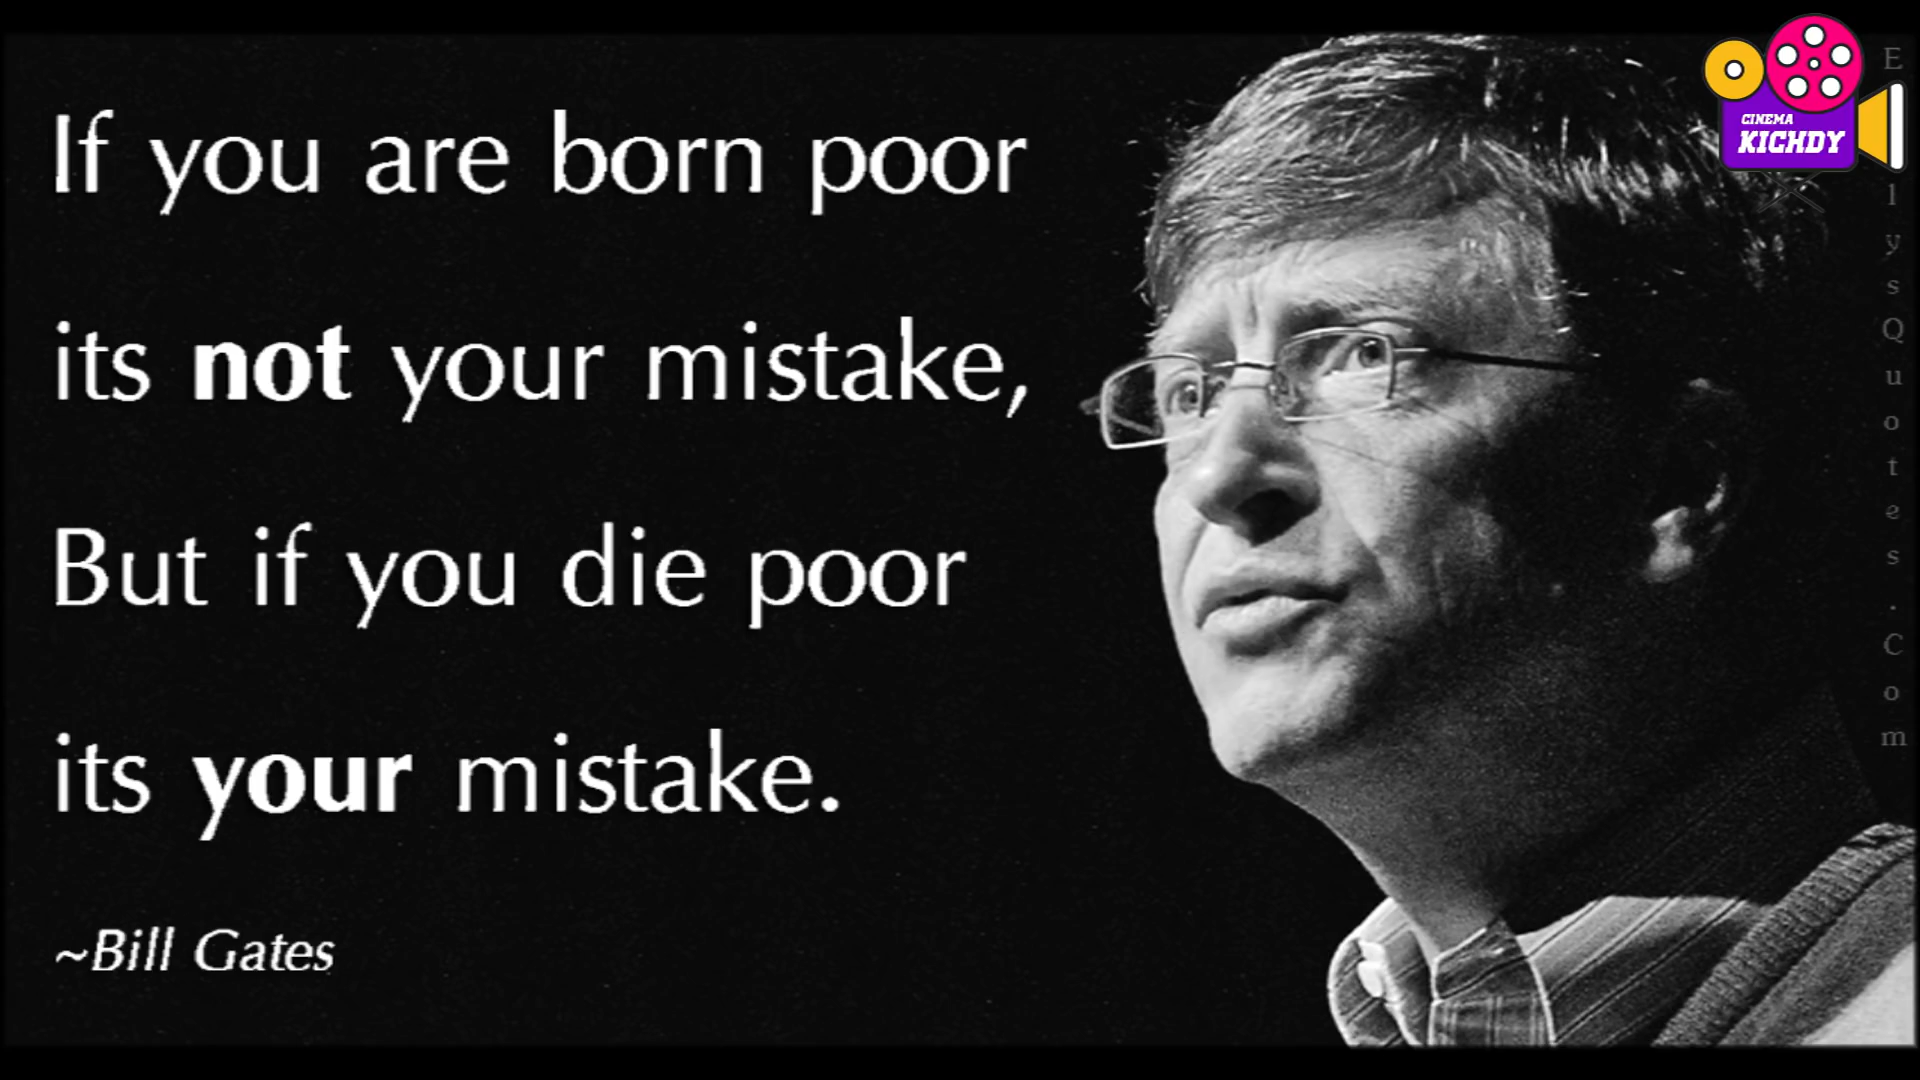 If you are born poor
its not your mistake,
But if you die poor
its your mistake.
~Bill Gates
CINEMA
KICHDY
lysQuotes.Com